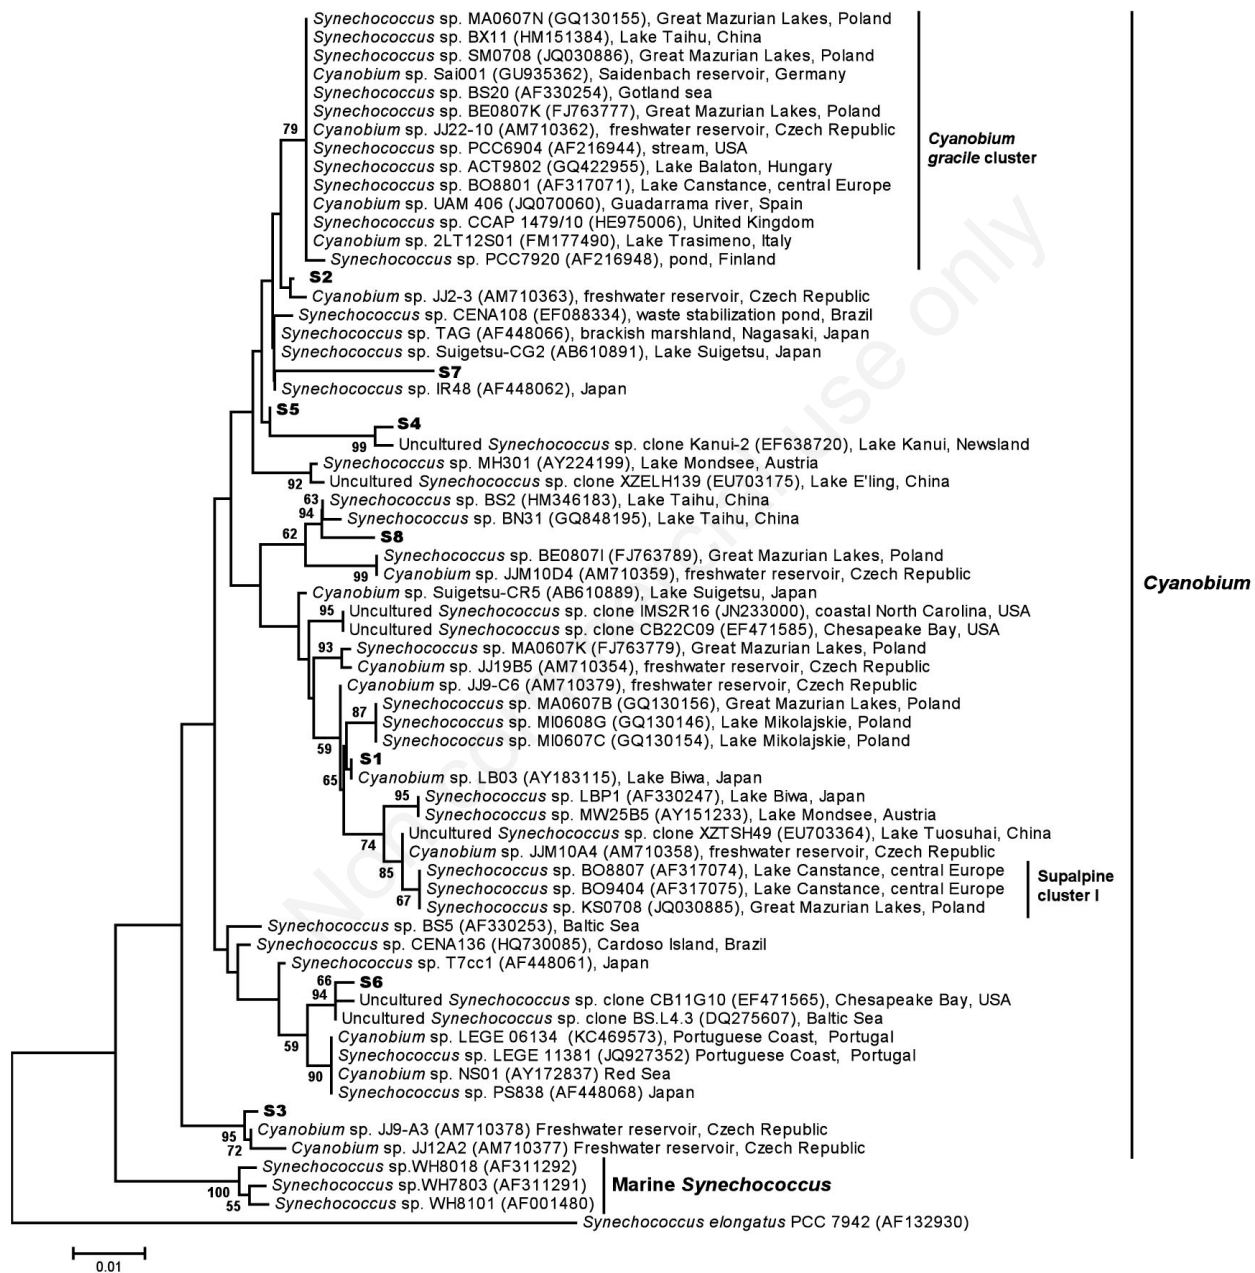 Synechococcus sp. MA0607N (GQ130155), Great Mazurian Lakes, Poland
Synechococcus sp. BX11 (HM151384), Lake Taihu, China
Synechococcus sp. SM0708 (JQ030886), Great Mazurian Lakes, Poland
Cyanobium sp. Sai001 (GU935362), Saidenbach reservoir, Germany
Synechococcus sp. BS20 (AF330254), Gotland sea
Synechococcus sp. BE0807K (FJ763777), Great Mazurian Lakes, Poland
79
Cyanobium sp. JJ22-10 (AM710362), freshwater reservoir, Czech Republic
Synechococcus sp. PCC6904 (AF216944), stream, USA
Cyanobium
gracile cluster
Synechococcus sp. ACT9802 (GQ422955), Lake Balaton, Hungary
Synechococcus sp. BO8801 (AF317071), Lake Canstance, central Europe
Cyanobium sp. UAM 406 (JQ070060), Guadarrama river, Spain
Synechococcus sp. CCAP 1479/10 (HE975006), United Kingdom
Cyanobium sp. 2LT12S01 (FM177490), Lake Trasimeno, Italy
Synechococcus sp. PCC7920 (AF216948), pond, Finland
S2
Cyanobium sp. JJ2-3 (AM710363), freshwater reservoir, Czech Republic
Synechococcus sp. CENA108 (EF088334), waste stabilization pond, Brazil
Synechococcus sp. TAG (AF448066), brackish marshland, Nagasaki, Japan
Synechococcus sp. Suigetsu-CG2 (AB610891), Lake Suigetsu, Japan
S7
Synechococcus sp. IR48 (AF448062), Japan
S5
S4
99
Uncultured Synechococcus sp. clone Kanui-2 (EF638720), Lake Kanui, Newsland
Synechococcus sp. MH301 (AY224199), Lake Mondsee, Austria
92
Uncultured Synechococcus sp. clone XZELH139 (EU703175), Lake E'ling, China
63
Synechococcus sp. BS2 (HM346183), Lake Taihu, China
94
Synechococcus sp. BN31 (GQ848195), Lake Taihu, China
62
S8
Synechococcus sp. BE0807I (FJ763789), Great Mazurian Lakes, Poland
99
Cyanobium sp. JJM10D4 (AM710359), freshwater reservoir, Czech Republic
Cyanobium
Cyanobium sp. Suigetsu-CR5 (AB610889), Lake Suigetsu, Japan
95
Uncultured Synechococcus sp. clone IMS2R16 (JN233000), coastal North Carolina, USA
Uncultured Synechococcus sp. clone CB22C09 (EF471585), Chesapeake Bay, USA
93
Synechococcus sp. MA0607K (FJ763779), Great Mazurian Lakes, Poland
Cyanobium sp. JJ19B5 (AM710354), freshwater reservoir, Czech Republic
Cyanobium sp. JJ9-C6 (AM710379), freshwater reservoir, Czech Republic
87
Synechococcus sp. MA0607B (GQ130156), Great Mazurian Lakes, Poland
Synechococcus sp. MI0608G (GQ130146), Lake Mikolajskie, Poland
59
Synechococcus sp. MI0607C (GQ130154), Lake Mikolajskie, Poland
S1
65
Cyanobium sp. LB03 (AY183115), Lake Biwa, Japan
95
Synechococcus sp. LBP1 (AF330247), Lake Biwa, Japan
Synechococcus sp. MW25B5 (AY151233), Lake Mondsee, Austria
74
Uncultured Synechococcus sp. clone XZTSH49 (EU703364), Lake Tuosuhai, China
Cyanobium sp. JJM10A4 (AM710358), freshwater reservoir, Czech Republic
85
Synechococcus sp. BO8807 (AF317074), Lake Canstance, central Europe
Supalpine
cluster I
Synechococcus sp. BO9404 (AF317075), Lake Canstance, central Europe
67
Synechococcus sp. KS0708 (JQ030885), Great Mazurian Lakes, Poland
Synechococcus sp. BS5 (AF330253), Baltic Sea
Synechococcus sp. CENA136 (HQ730085), Cardoso Island, Brazil
Synechococcus sp. T7cc1 (AF448061), Japan
66
S6
94
Uncultured Synechococcus sp. clone CB11G10 (EF471565), Chesapeake Bay, USA
Uncultured Synechococcus sp. clone BS.L4.3 (DQ275607), Baltic Sea
59
Cyanobium sp. LEGE 06134 (KC469573), Portuguese Coast, Portugal
Synechococcus sp. LEGE 11381 (JQ927352) Portuguese Coast, Portugal
90
Cyanobium sp. NS01 (AY172837) Red Sea
Synechococcus sp. PS838 (AF448068) Japan
S3
95
Cyanobium sp. JJ9-A3 (AM710378) Freshwater reservoir, Czech Republic
72
Cyanobium sp. JJ12A2 (AM710377) Freshwater reservoir, Czech Republic
Synechococcus sp.WH8018 (AF311292)
100
Synechococcus sp.WH7803 (AF311291)
Marine Synechococcus
55
Synechococcus sp. WH8101 (AF001480)
Synechococcus elongatus PCC 7942 (AF132930)
0.01
Non-commercial use only